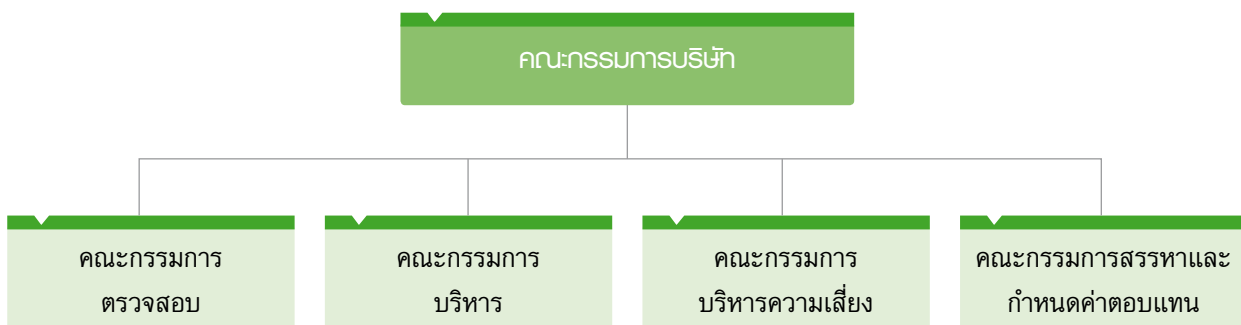 คณะกรรมการบริษัท
คณะกรรมการ
ตรวจสอบ
คณะกรรมการ
บริหาร
คณะกรรมการ
บริหารความเสี่ยง
คณะกรรมการสรรหาและ
กำหนดค่าตอบแทน